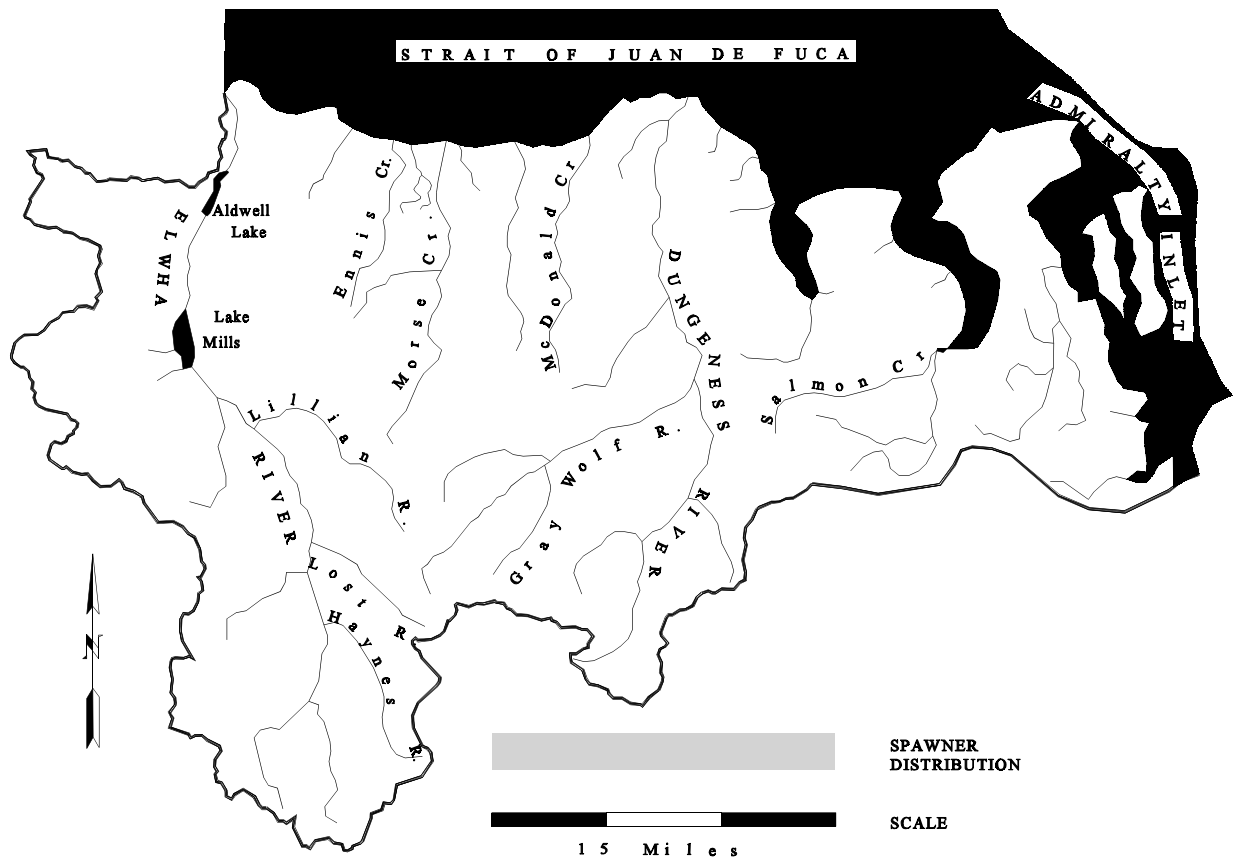 STRAIT OF JUAN DE FUCA
ADMIRALTY INLET
Ennis Cr.
McDonald Cr
Morse Cr.
ELWHA
Aldwell
Lake
Lake
Mills
DUNGENESS
Salmon Cr
Lillian R.
Gray Wolf R.
RIVER
RIVER
Lost R
Haynes R.
N
SPAWNER
DISTRIBUTION
SCALE
15 Miles